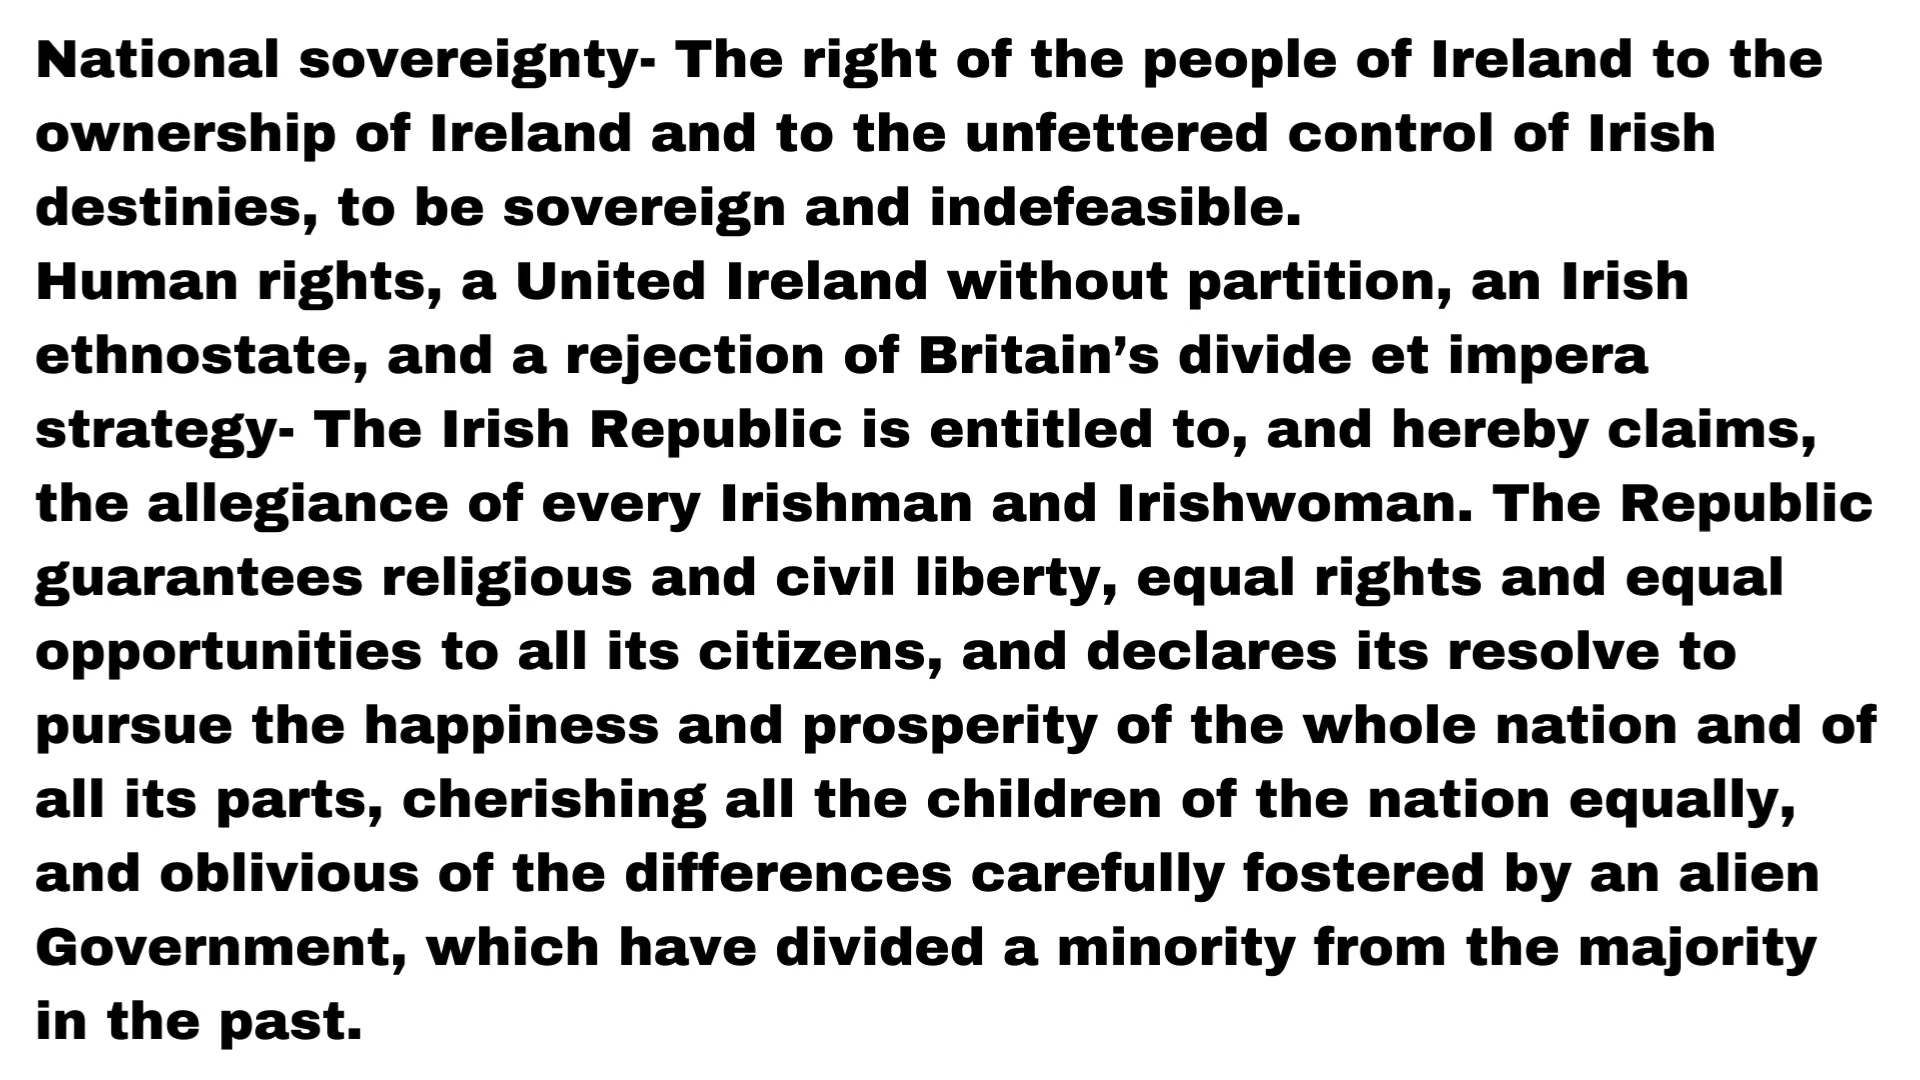 National sovereignty- The right of the people of Ireland to the
ownership of Ireland and to the unfettered control of Irish
destinies, to be sovereign and indefeasible.
Human rights, a United Ireland without partition, an Irish
ethnostate, and a rejection of Britain’s divide et impera
strategy- The Irish Republic is entitled to, and hereby claims,
the allegiance of every Irishman and Irishwoman. The Republic
guarantees religious and civil liberty, equal rights and equal
opportunities to all its citizens, and declares its resolve to
pursue the happiness and prosperity of the whole nation and of
all its parts, cherishing all the children of the nation equally,
and oblivious of the differences carefully fostered by an alien
Government, which have divided a minority from the majority
in the past.